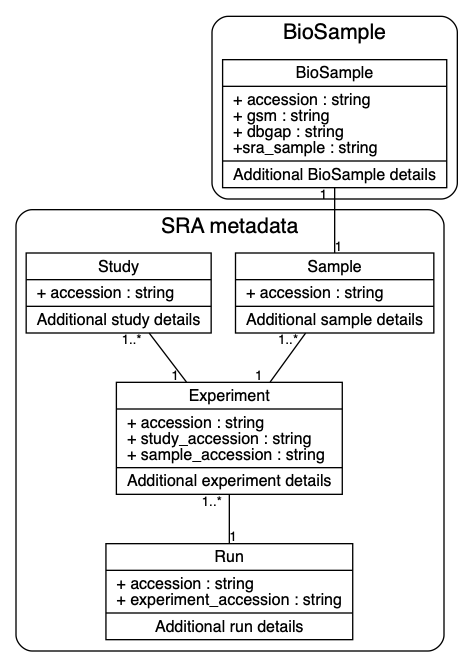 BioSample
BioSample
+ accession : string
+ gsm : string
+ dbgap : string
+sra_sample : string
Additional BioSample details
1
1
SRA metadata
Study
+ accession : string
Additional study details
1..*
Sample
+ accession : string
Additional sample details
1..*
1
1
Experiment
+ accession : string
+ study_accession : string
+ sample_accession : string
Additional experiment details
1..*
1
Run
+ accession : string
+ experiment_accession : string
Additional run details